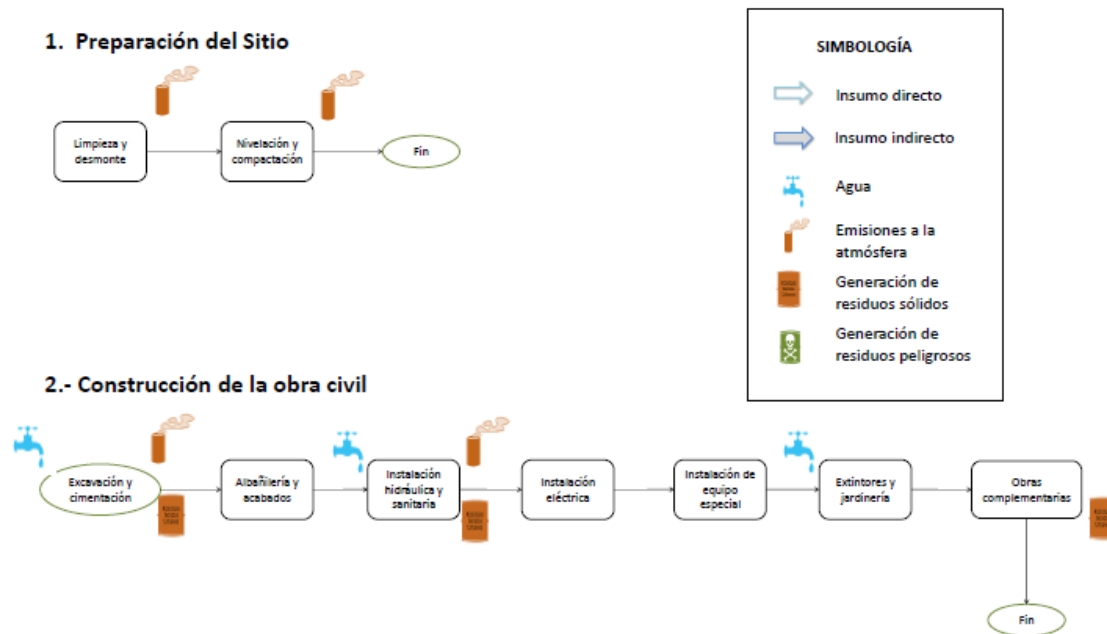 1. Preparación del Sitio
Limpieza y
desmonte
Nivelación y
compactación
Fin
SIMBOLOGÍA
Insumo directo
Insumo indirecto
Agua
Emisiones a la
atmósfera
Generación de
residuos sólidos
Generación de
residuos peligrosos
2.- Construcción de la obra civil
Excavación y
cimentación
Albañilería y
acabados
Instalación
hidráulica y
sanitaria
Instalación
eléctrica
Instalación de
equipo
especial
Extintores y
jardinería
Obras
complementarias
Fin